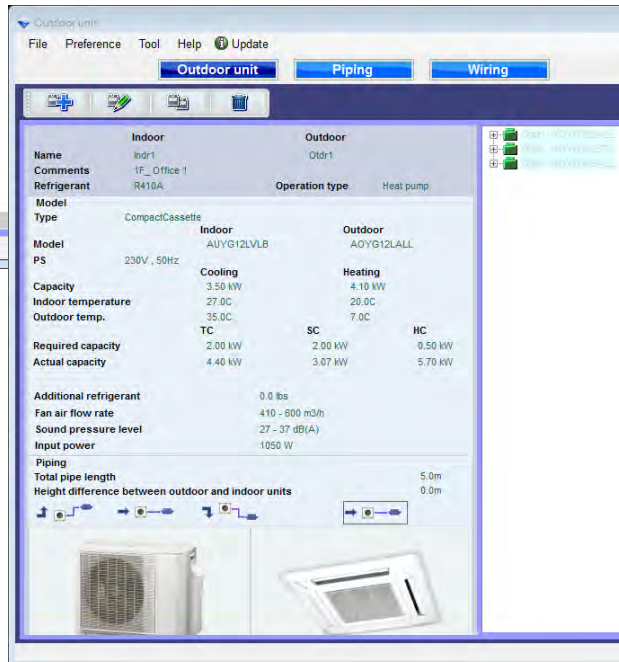 Outdoor unit
File Preference Tool Help Update
Outdoor unit Piping Wiring
Indoor Outdoor
Name Indr1 Otdr1
Comments 1F_ Office 1
Refrigerant R410A Operation type Heat pump
Model
Type CompactCassette
Indoor Outdoor
Model AUYG12LVLB AOYG12LALL
PS 230V , 50Hz
Cooling Heating
Capacity 3.50 kW 4.10 kW
Indoor temperature 27.0C 20.0C
Outdoor temp. 35.0C 7.0C
TC SC HC
Required capacity 2.00 kW 2.00 kW 0.50 kW
Actual capacity 4.40 kW 3.07 kW 5.70 kW
Additional refrigerant 0.0 lbs
Fan air flow rate 410 - 600 m3/h
Sound pressure level 27 - 37 dB(A)
Input power 1050 W
Piping
Total pipe length 5.0m
Height difference between outdoor and indoor units 0.0m